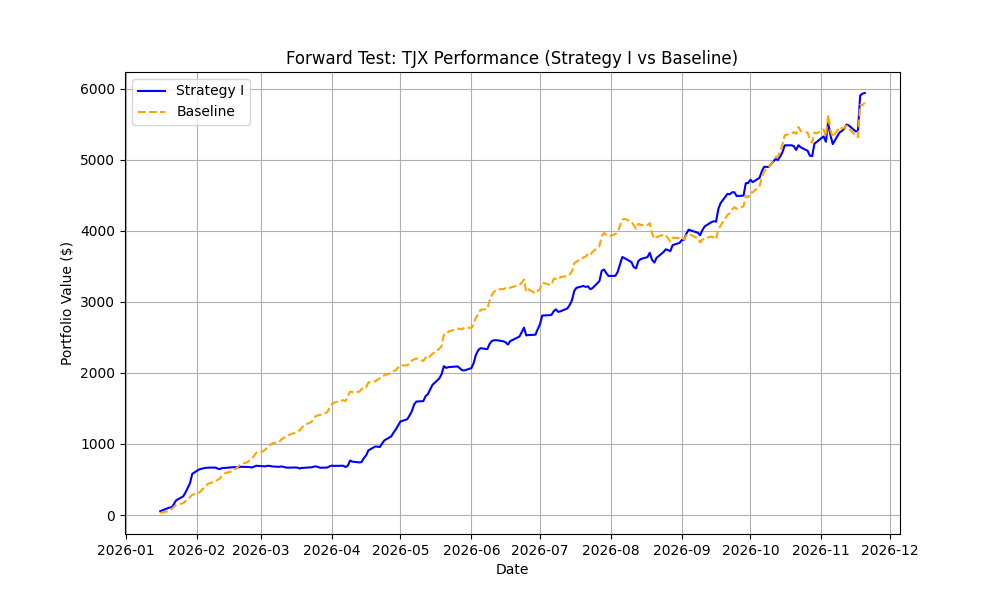 Forward Test: TJX Performance (Strategy I vs Baseline)
Strategy I
Baseline
Portfolio Value ($)
6000
5000
4000
3000
2000
1000
0
2026-01 2026-02 2026-03 2026-04 2026-05 2026-06 2026-07 2026-08 2026-09 2026-10 2026-11 2026-12
Date